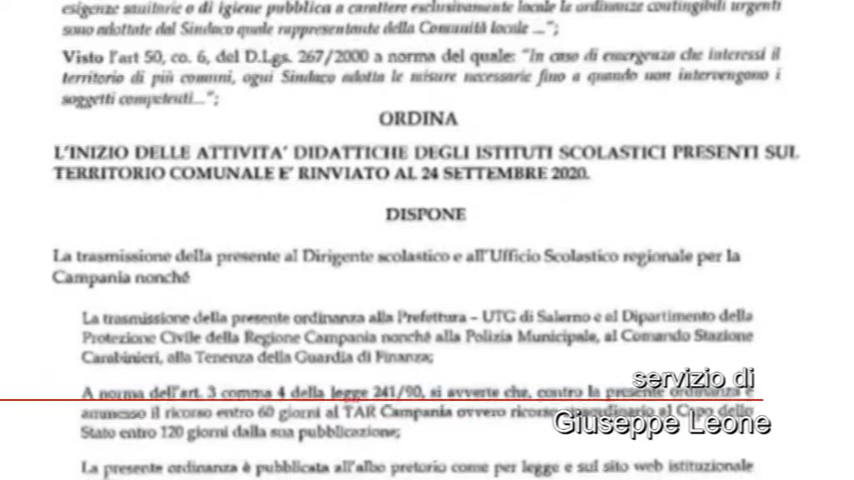 esigenze sanitarie o di igiene pubblica a carattere esclusivamente locale le ordinanze contingibili urgenti
sono adottate dal Sindaco quale rappresentante della Comunità locale ...";
Visto l'art 50, co. 6, del D.Lgs. 267/2000 a norma del quale: "In caso di emergenza che interessi il
territorio di più comuni, ogni Sindaco adotta le misure necessarie fino a quando non intervengono i
soggetti competenti...";
ORDINA
L'INIZIO DELLE ATTIVITA' DIDATTICHE DEGLI ISTITUTI SCOLASTICI PRESENTI SUL
TERRITORIO COMUNALE E' RINVIATO AL 24 SETTEMBRE 2020.
DISPONE
La trasmissione della presente al Dirigente scolastico e all'Ufficio Scolastico regionale per la
Campania nonché
La trasmissione della presente ordinanza alla Prefettura – UTG di Salerno e al Dipartimento della
Protezione Civile della Regione Campania nonché alla Polizia Municipale, al Comando Stazione
Carabinieri, alla Tenenza della Guardia di Finanza;
servizio di
A norma dell'art. 3 comma 4 della legge 241/90, si avverte che, contro la presente ordinanza è
ammesso il ricorso entro 60 giorni al TAR Campania ovvero ricorso straordinario al Capo dello
Giuseppe Leone
Stato entro 120 giorni dalla sua pubblicazione;
La presente ordinanza è pubblicata all'albo pretorio come per legge e sul sito web istituzionale